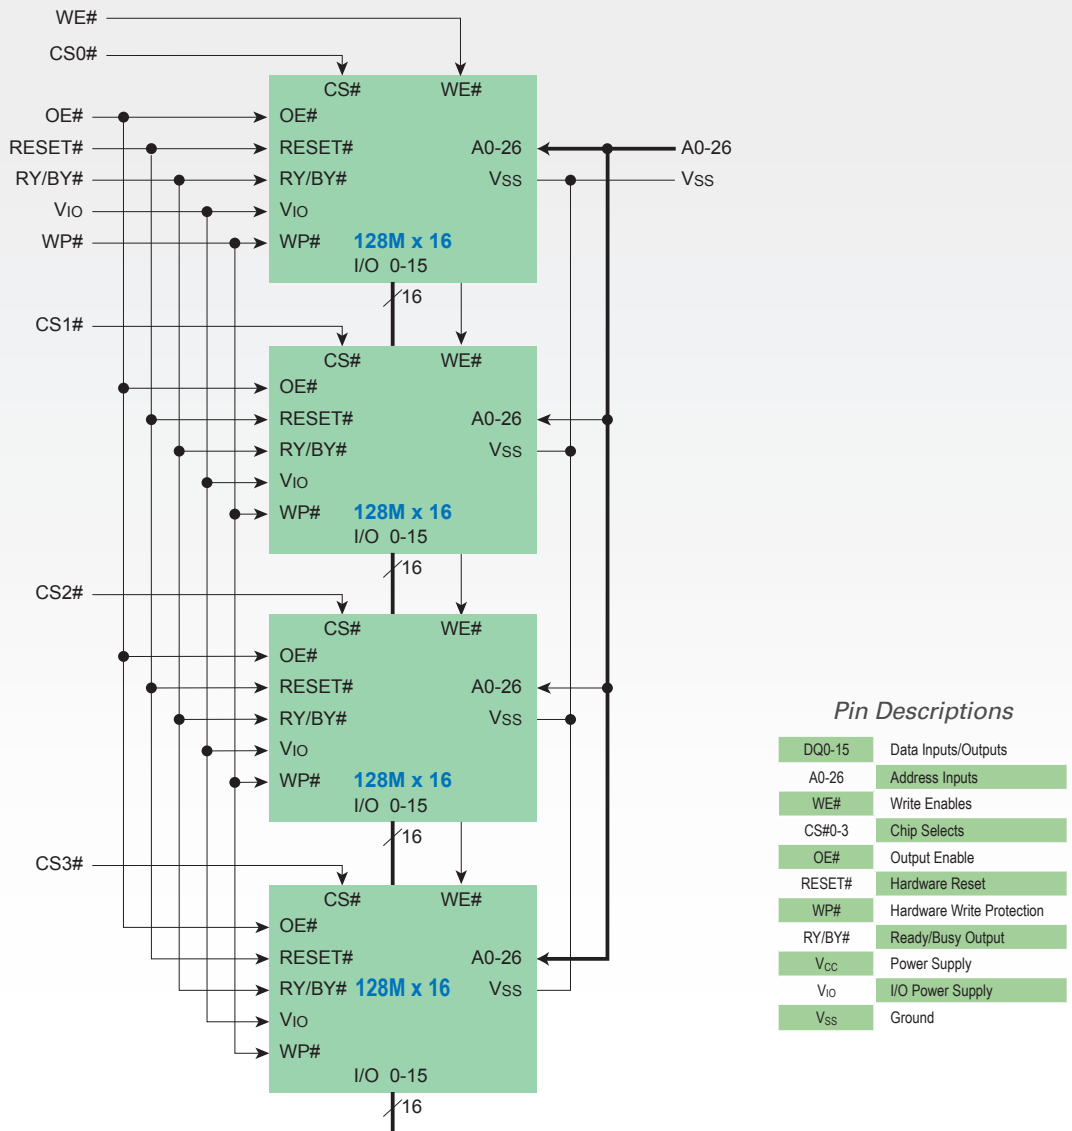 WE#
CS0#
CS# WE#
OE# OE#
RESET# RESET# A0-26 A0-26
RY/BY# RY/BY# VSS VSS
VIO VIO
WP# WP# 128M x 16
I/O 0-15
16
CS1#
CS# WE#
OE#
RESET# A0-26
RY/BY# VSS
VIO
WP# 128M x 16
I/O 0-15
16
CS2#
CS# WE#
OE#
RESET# A0-26
RY/BY# VSS
VIO
WP# 128M x 16
I/O 0-15
16
CS3#
CS# WE#
OE#
RESET# A0-26
RY/BY# 128M x 16 VSS
VIO
WP#
I/O 0-15
16
Pin Descriptions
DQ0-15 Data Inputs/Outputs
A0-26 Address Inputs
WE# Write Enables
CS#0-3 Chip Selects
OE# Output Enable
RESET# Hardware Reset
WP# Hardware Write Protection
RY/BY# Ready/Busy Output
VCC Power Supply
VIO I/O Power Supply
VSS Ground